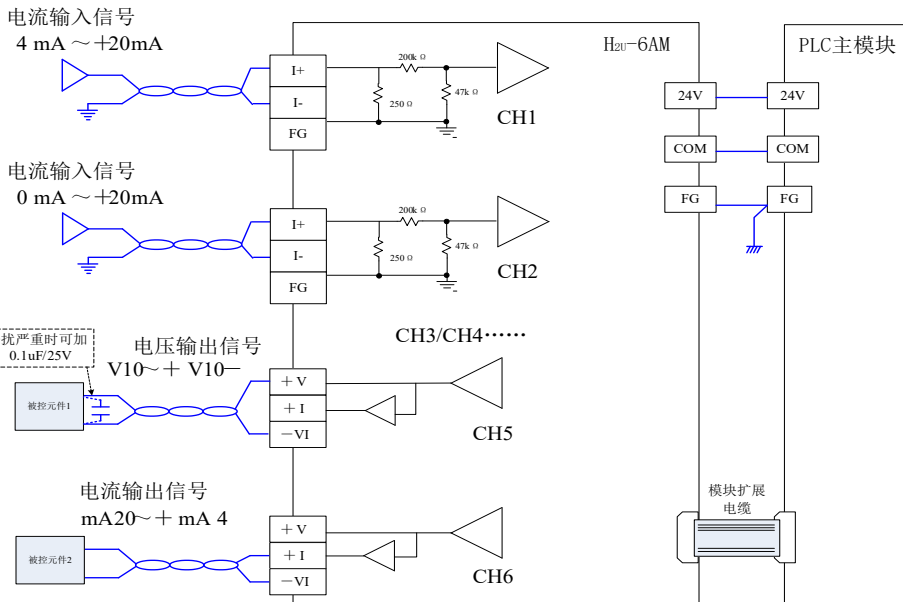 电流输入信号
4 mA ～＋20mA
I+
I-
FG
200k Ω
250 Ω
47k Ω
CH1
H2U-6AM
PLC主模块
24V
24V
COM
COM
FG
FG
电流输入信号
0 mA ～＋20mA
I+
I-
FG
200k Ω
250 Ω
47k Ω
CH2
CH3/CH4……
扰严重时可加
0.1uF/25V
电压输出信号
V10～＋ V10－
被控元件1
＋V
＋I
－VI
CH5
电流输出信号
mA20～＋ mA 4
被控元件2
＋V
＋I
－VI
CH6
模块扩展
电缆